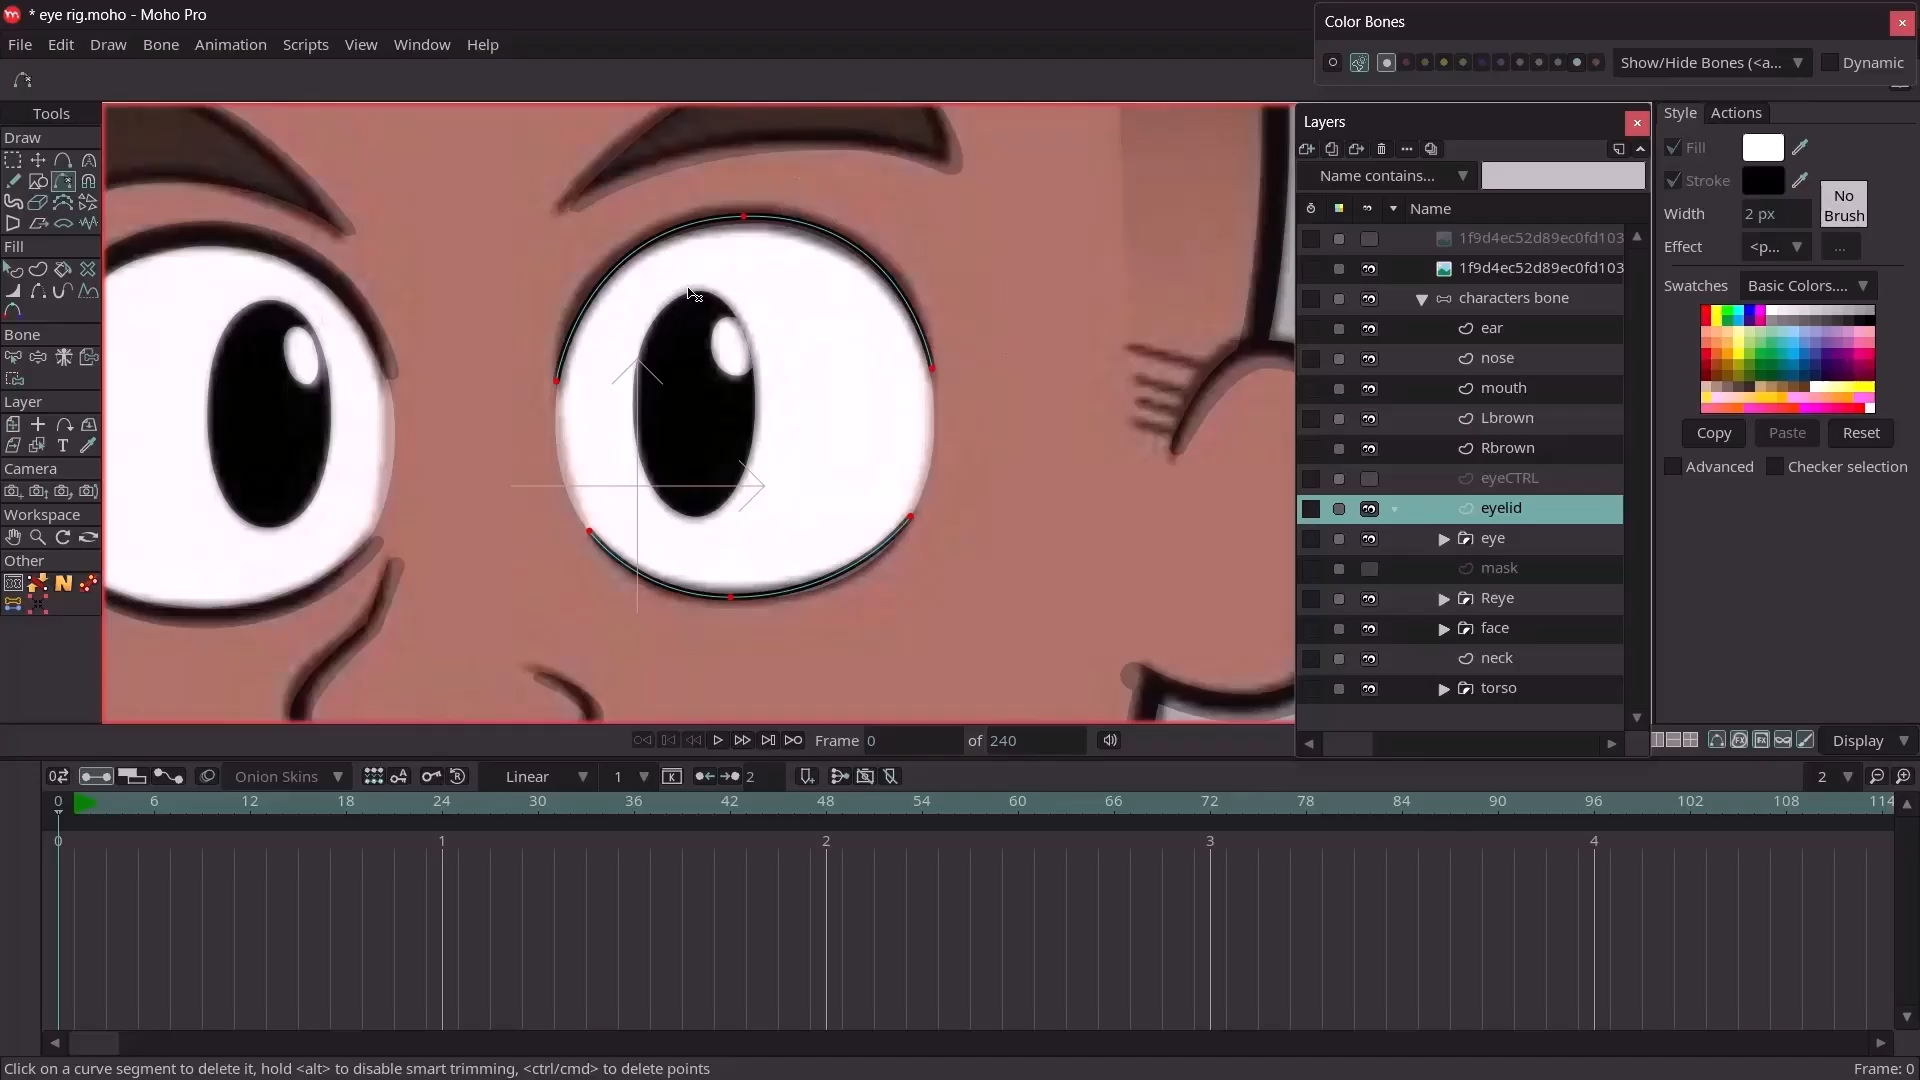 * eye rig.moho - Moho Pro
File Edit Draw Bone Animation Scripts View Window Help
Color Bones
Show/Hide Bones (<a...
Dynamic
Tools
Draw
Fill
Bone
Layer
Camera
Workspace
Other
Layers
Name contains...
Name
1f9d4ec52d89ec0fd103
1f9d4ec52d89ec0fd103
characters bone
ear
nose
mouth
Lbrown
Rbrown
eyeCTRL
eyelid
eye
mask
Reye
face
neck
torso
Style Actions
Fill
Stroke
No
Brush
Width 2 px
Effect <p... ...
Swatches Basic Colors....
Copy Paste Reset
Advanced Checker selection
Frame 0 of 240
Display
Onion Skins Linear 1 2 2
0 6 12 18 24 30 36 42 48 54 60 66 72 78 84 90 96 102 108 114
0 1 2 3 4
Click on a curve segment to delete it, hold <alt> to disable smart trimming, <ctrl/cmd> to delete points
Frame: 0